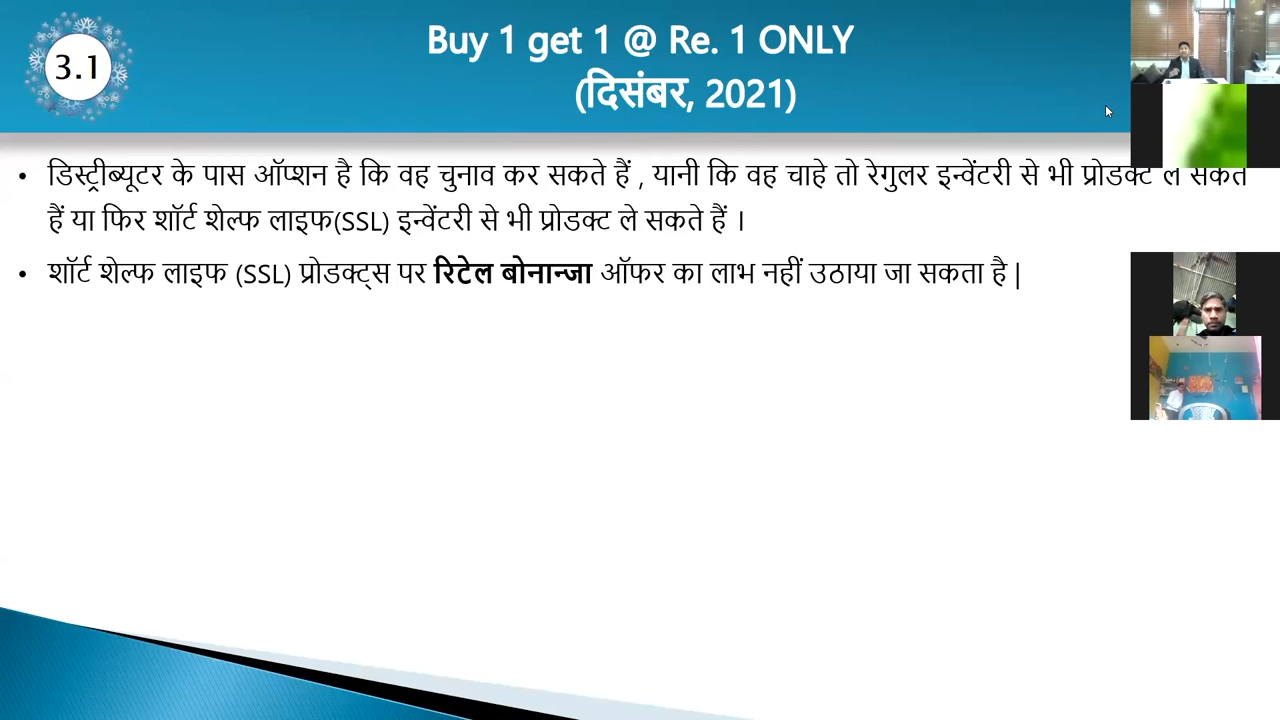 3.1
Buy 1 get 1 @ Re. 1 ONLY
(दिसंबर, 2021)
• डिस्ट्रीब्यूटर के पास ऑप्शन है कि वह चुनाव कर सकते हैं , यानी कि वह चाहे तो रेगुलर इन्वेंटरी से भी प्रोडक्ट ले सकते
हैं या फिर शॉर्ट शेल्फ लाइफ(SSL) इन्वेंटरी से भी प्रोडक्ट ले सकते हैं ।
• शॉर्ट शेल्फ लाइफ (SSL) प्रोडक्ट्स पर रिटेल बोनान्जा ऑफर का लाभ नहीं उठाया जा सकता है |